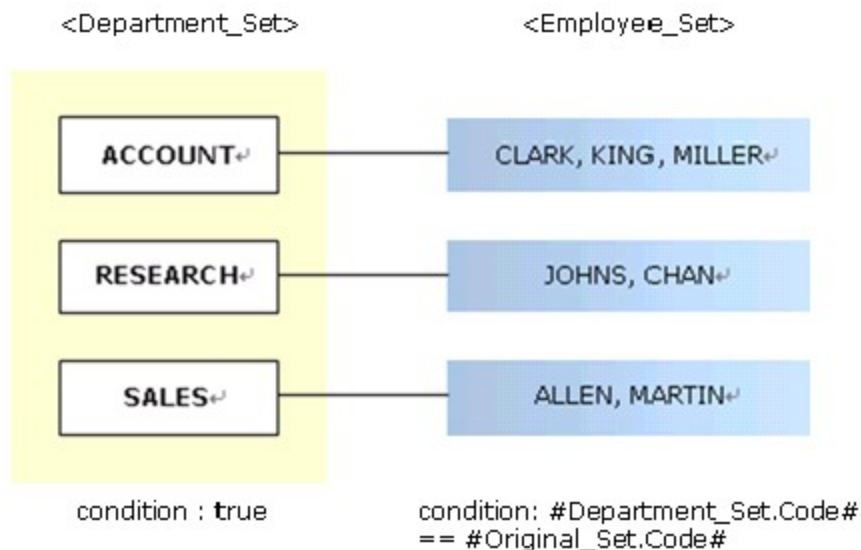 <Department_Set>
<Employee_Set>
ACCOUNT↵
CLARK, KING, MILLER↵
RESEARCH↵
JOHNS, CHAN↵
SALES↵
ALLEN, MARTIN↵
condition : true
condition: #Department_Set.Code#
== #Original_Set.Code#